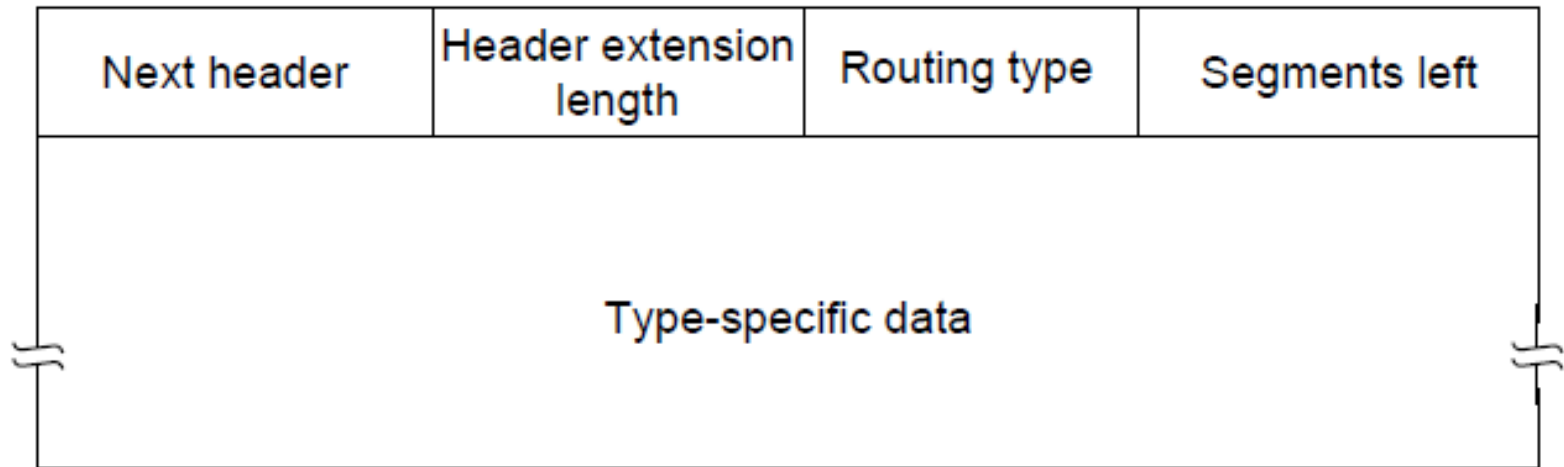 Next header
Header extension
length
Routing type
Segments left
Type-specific data